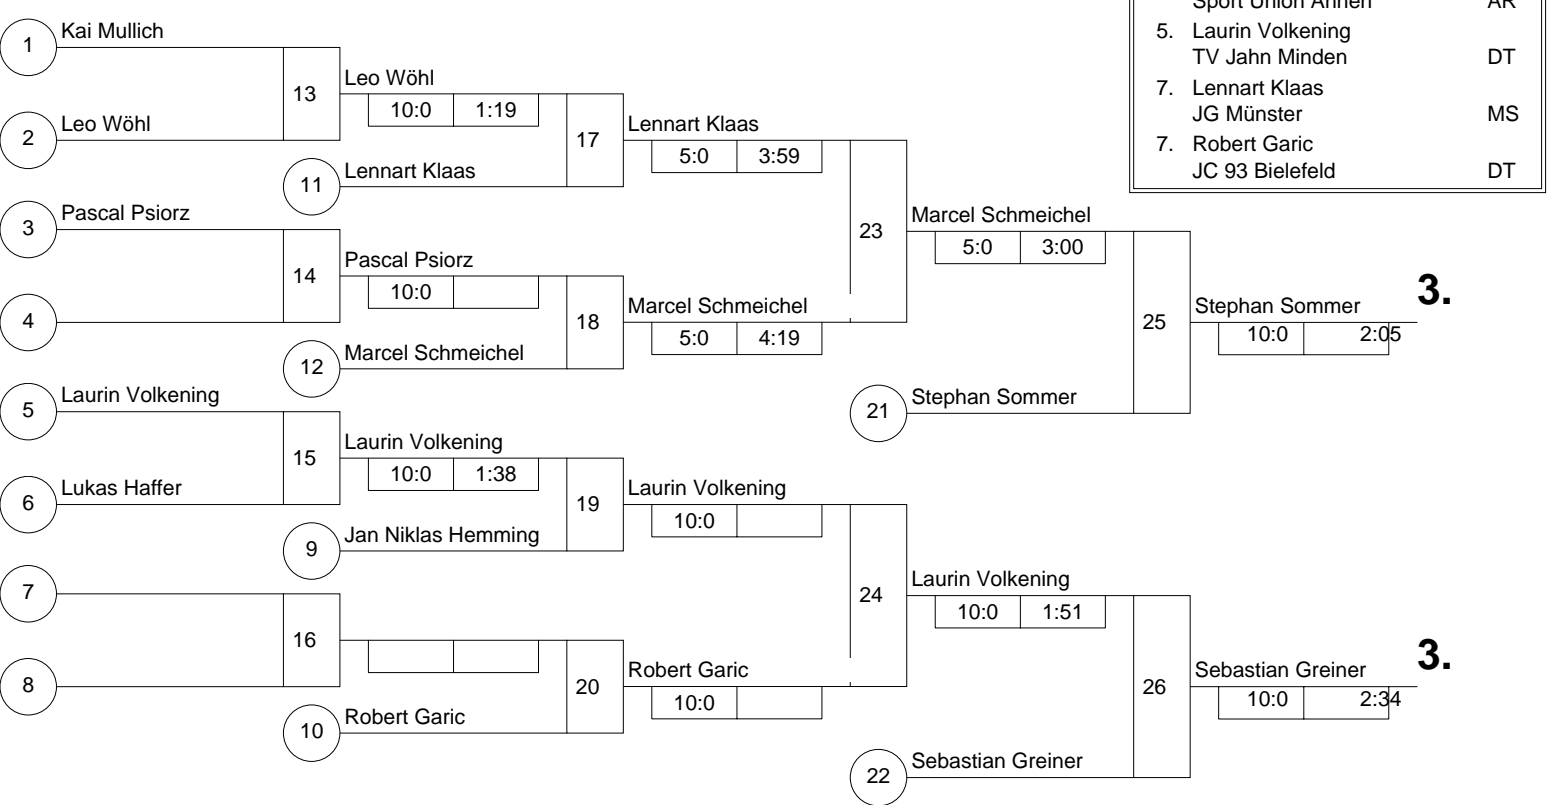 Sport Union Annen AR
1 Kai Mullich
5. Laurin Volkening
TV Jahn Minden DT
13 Leo Wöhl
10:0 1:19
7. Lennart Klaas
JG Münster MS
2 Leo Wöhl
17 Lennart Klaas
5:0 3:59
7. Robert Garic
JC 93 Bielefeld DT
11 Lennart Klaas
3 Pascal Psiorz
23 Marcel Schmeichel
5:0 3:00
14 Pascal Psiorz
10:0
3.
4
18 Marcel Schmeichel
5:0 4:19
25 Stephan Sommer
10:0 2:05
12 Marcel Schmeichel
5 Laurin Volkening
21 Stephan Sommer
15 Laurin Volkening
10:0 1:38
6 Lukas Haffer
19 Laurin Volkening
10:0
9 Jan Niklas Hemming
7
24 Laurin Volkening
10:0 1:51
16
3.
8
20 Robert Garic
10:0
26 Sebastian Greiner
10:0 2:34
10 Robert Garic
22 Sebastian Greiner